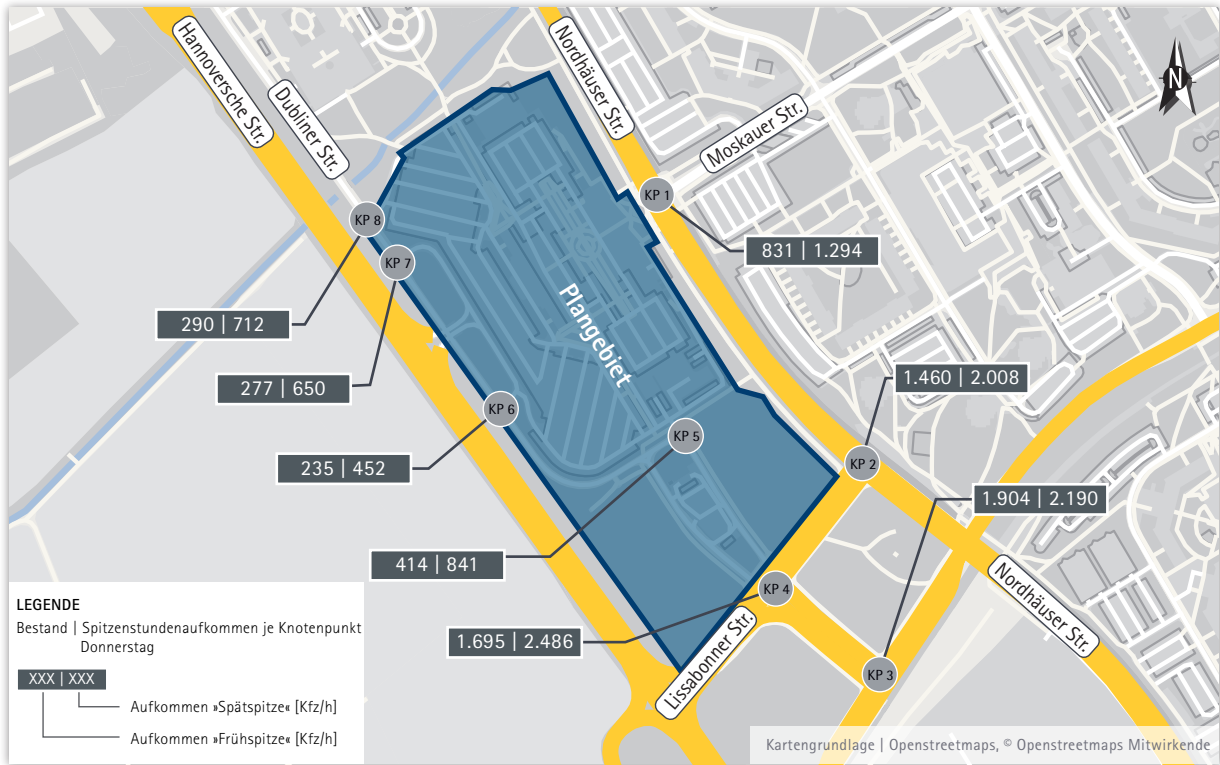 Hannoversche Str.
Dubliner Str.
Nordhäuser Str.
Moskauer Str.
N
KP 1
KP 8
831 | 1.294
KP 7
Plangebiet
290 | 712
277 | 650
1.460 | 2.008
KP 6
KP 5
KP 2
235 | 452
1.904 | 2.190
414 | 841
KP 4
Nordhäuser Str.
1.695 | 2.486
Lissabonner Str.
KP 3
LEGENDE
Bestand | Spitzenstundenaufkommen je Knotenpunkt
Donnerstag
XXX | XXX
Aufkommen »Spätspitze« [Kfz/h]
Aufkommen »Frühspitze« [Kfz/h]
Kartengrundlage | Openstreetmaps, © Openstreetmaps Mitwirkende